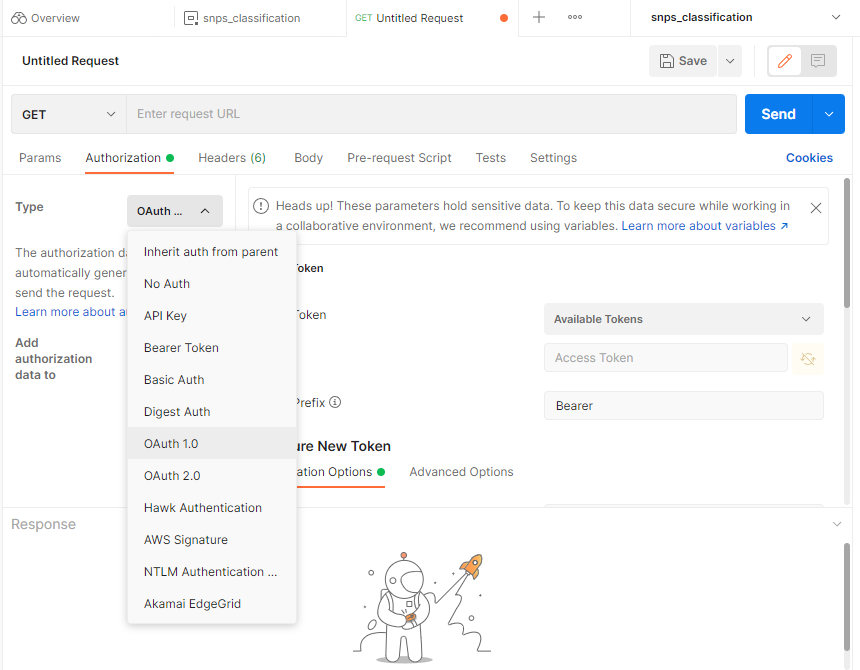 Overview
snps_classification
GET Untitled Request
snps_classification
Untitled Request
Save
GET
Enter request URL
Send
Params
Authorization
Headers (6)
Body
Pre-request Script
Tests
Settings
Cookies
Type
OAuth ...
Heads up! These parameters hold sensitive data. To keep this data secure while working in
a collaborative environment, we recommend using variables. Learn more about variables ↗
The authorization da
automatically gener
send the request.
Learn more about au
Add
authorization
data to
Inherit auth from parent
No Auth
API Key
Bearer Token
Basic Auth
Digest Auth
OAuth 1.0
OAuth 2.0
Hawk Authentication
AWS Signature
NTLM Authentication ...
Akamai EdgeGrid
Token
Token
Available Tokens
Access Token
Prefix
Bearer
ure New Token
ation Options
Advanced Options
Response